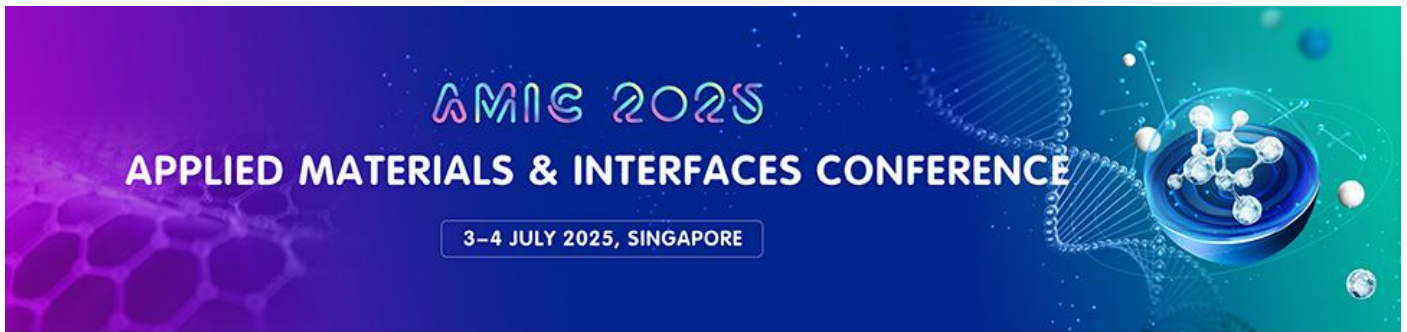 AMIC 2025
APPLIED MATERIALS & INTERFACES CONFERENCE
3–4 JULY 2025, SINGAPORE